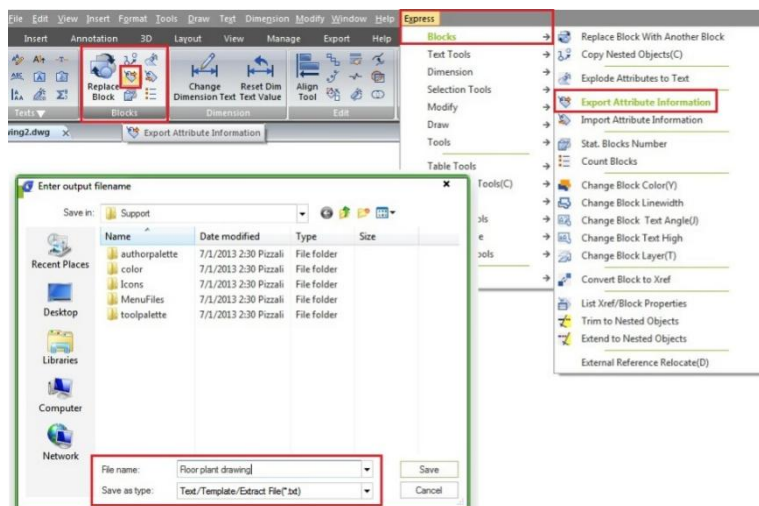 File Edit View Insert Format Tools Draw Text Dimension Modify Window Help Express
Insert Annotation 3D Layout View Manage Export Help
Replace Block
Change Dimension Text
Reset Dim Text Value
Align Tool
Texts Blocks Dimension Edit
ving2.dwg x
Export Attribute Information
Blocks
Text Tools
Dimension
Selection Tools
Modify
Draw
Tools
Table Tools
Tools(C)
Replace Block With Another Block
Copy Nested Objects(C)
Explode Attributes to Text
Export Attribute Information
Import Attribute Information
Stat. Blocks Number
Count Blocks
Change Block Color(Y)
Change Block Linewidth
Change Block Text Angle(J)
Change Block Text High
Change Block Layer(T)
Convert Block to Xref
List Xref/Block Properties
Trim to Nested Objects
Extend to Nested Objects
External Reference Relocate(D)
Enter output filename
Save in: Support
Name Date modified Type Size
authorpalette 7/1/2013 2:30 Pizzali File folder
color 7/1/2013 2:30 Pizzali File folder
Icons 7/1/2013 2:30 Pizzali File folder
MenuFiles 7/1/2013 2:30 Pizzali File folder
toolpalette 7/1/2013 2:30 Pizzali File folder
Recent Places
Desktop
Libraries
Computer
Network
File name: Floor plant drawing Save
Save as type: Text/Template/Extract File(*.txt) Cancel